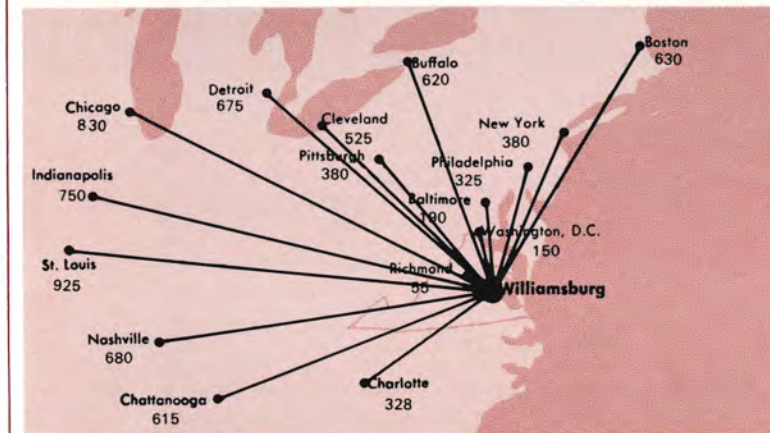 Boston
630
Buffalo
620
Detroit
675
Chicago
830
Cleveland
525
New York
380
Pittsburgh
380
Philadelphia
325
Indianapolis
750
Baltimore
190
Washington, D.C.
150
St. Louis
925
Richmond
55
Williamsburg
Nashville
680
Charlotte
328
Chattanooga
615